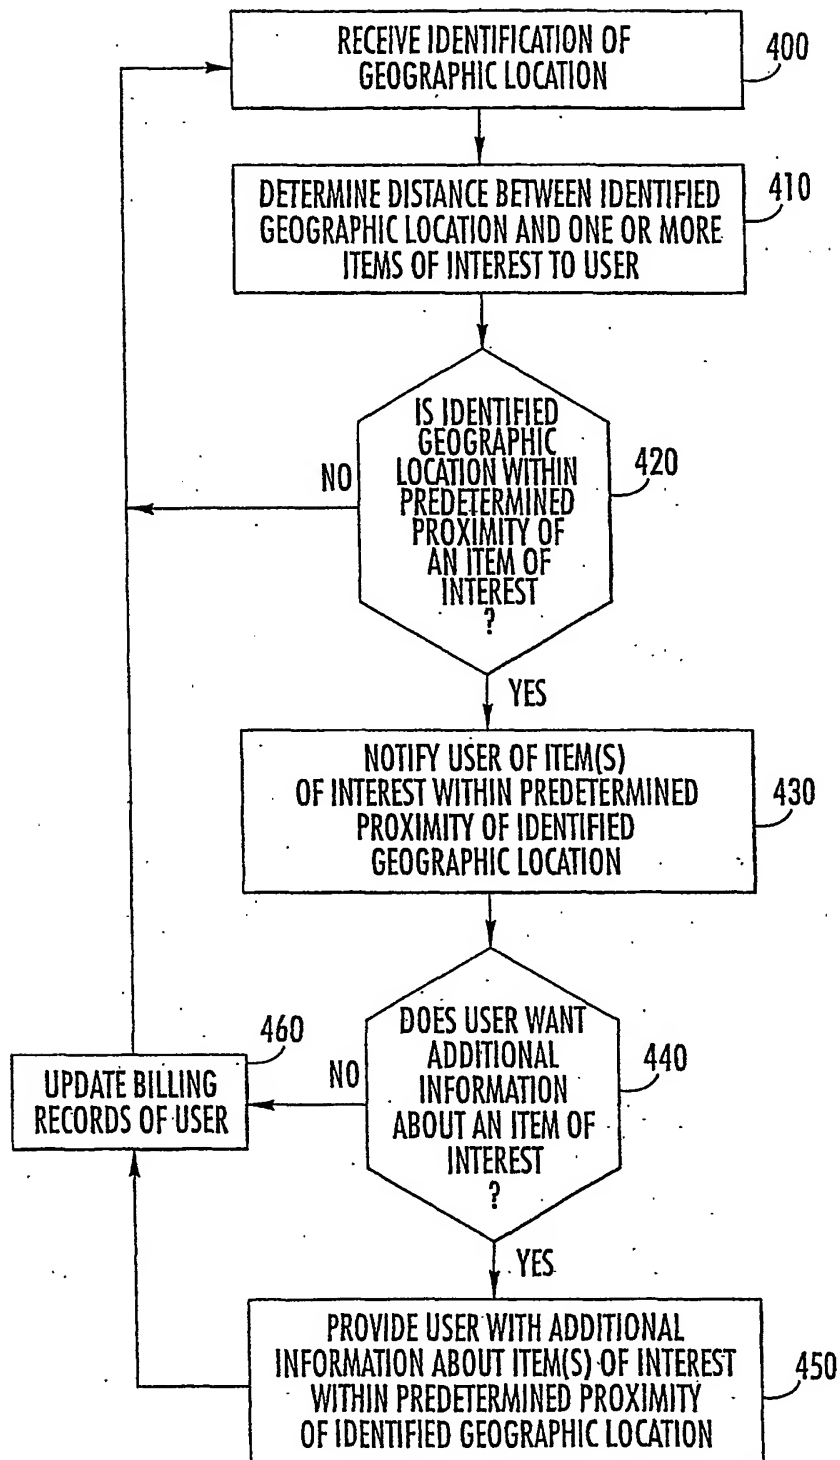 RECEIVE IDENTIFICATION OF
GEOGRAPHIC LOCATION
400
DETERMINE DISTANCE BETWEEN IDENTIFIED
GEOGRAPHIC LOCATION AND ONE OR MORE
ITEMS OF INTEREST TO USER
410
IS IDENTIFIED
GEOGRAPHIC
LOCATION WITHIN
PREDETERMINED
PROXIMITY OF
AN ITEM OF
INTEREST
?
420
NO
YES
NOTIFY USER OF ITEM(S)
OF INTEREST WITHIN PREDETERMINED
PROXIMITY OF IDENTIFIED
GEOGRAPHIC LOCATION
430
DOES USER WANT
ADDITIONAL
INFORMATION
ABOUT AN ITEM OF
INTEREST
?
440
NO
460
UPDATE BILLING
RECORDS OF USER
YES
PROVIDE USER WITH ADDITIONAL
INFORMATION ABOUT ITEM(S) OF INTEREST
WITHIN PREDETERMINED PROXIMITY
OF IDENTIFIED GEOGRAPHIC LOCATION
450